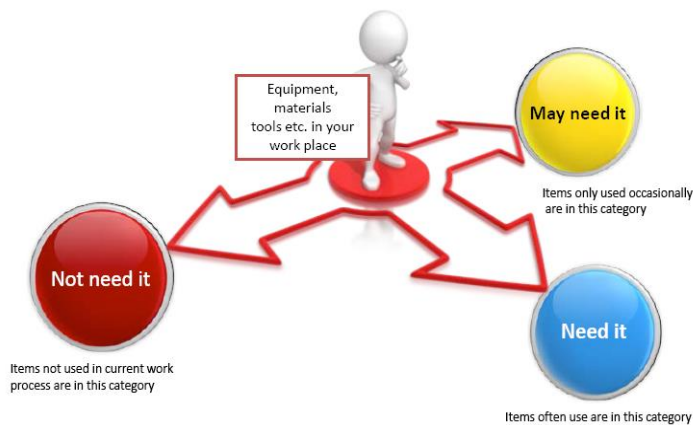 Equipment,
materials
tools etc. in your
work place
May need it
Items only used occasionally
are in this category
Not need it
Items not used in current work
process are in this category
Need it
Items often use are in this category